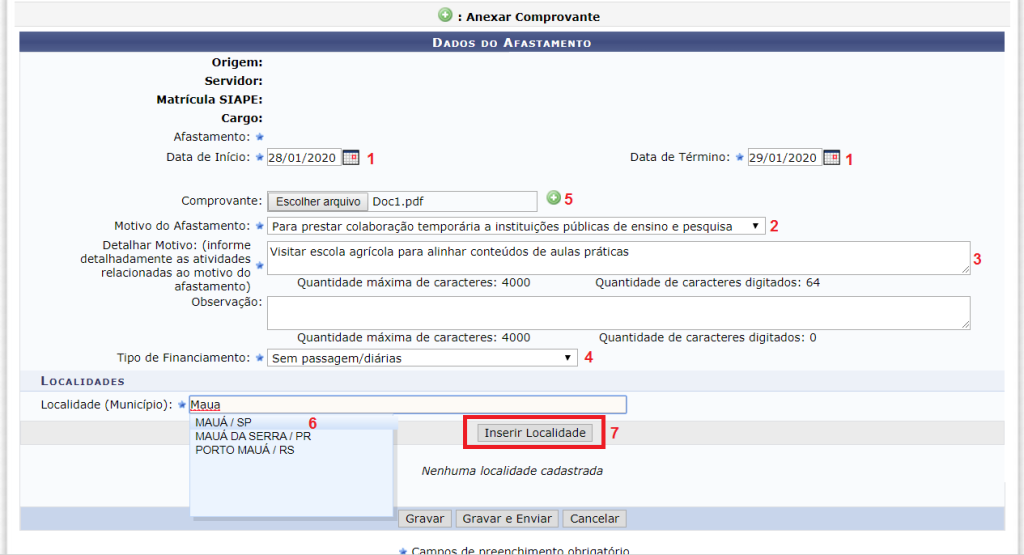 : Anexar Comprovante
Dados do Afastamento
Origem:
Servidor:
Matrícula SIAPE:
Cargo:
Afastamento:
Data de Início: 28/01/2020 1 Data de Término: 29/01/2020 1
Comprovante: Escolher arquivo Doc1.pdf 5
Motivo do Afastamento: Para prestar colaboração temporária a instituições públicas de ensino e pesquisa 2
Detalhar Motivo: (informe
detalhadamente as atividades
relacionadas ao motivo do
afastamento)
Visitar escola agrícola para alinhar conteúdos de aulas práticas 3
Quantidade máxima de caracteres: 4000 Quantidade de caracteres digitados: 64
Observação:
Quantidade máxima de caracteres: 4000 Quantidade de caracteres digitados: 0
Tipo de Financiamento: Sem passagem/diárias 4
Localidades
Localidade (Município): Maua
MAUÁ / SP 6
MAUÁ DA SERRA / PR
PORTO MAUÁ / RS
Inserir Localidade 7
Nenhuma localidade cadastrada
Gravar Gravar e Enviar Cancelar
Campos de preenchimento obrigatório